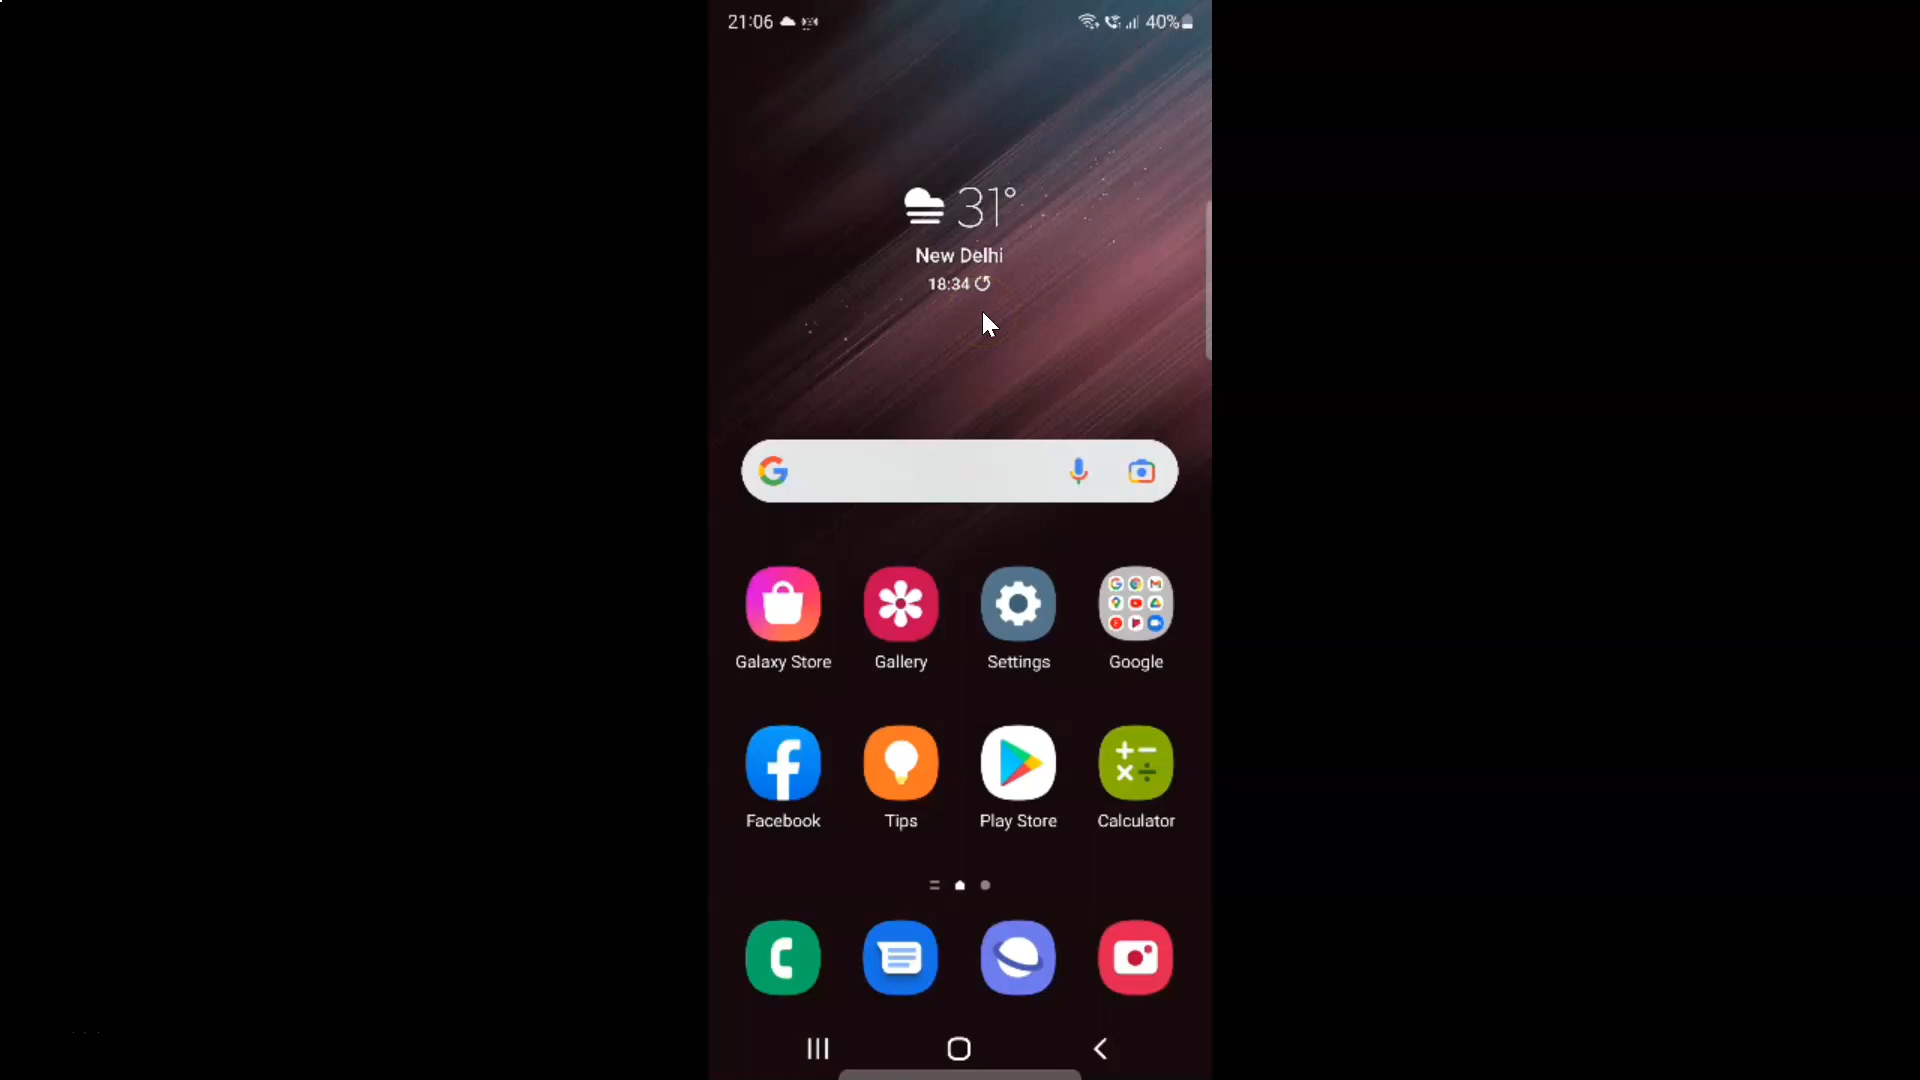 21:06
40%
31°
New Delhi
18:34
Galaxy Store
Gallery
Settings
Google
Facebook
Tips
Play Store
Calculator